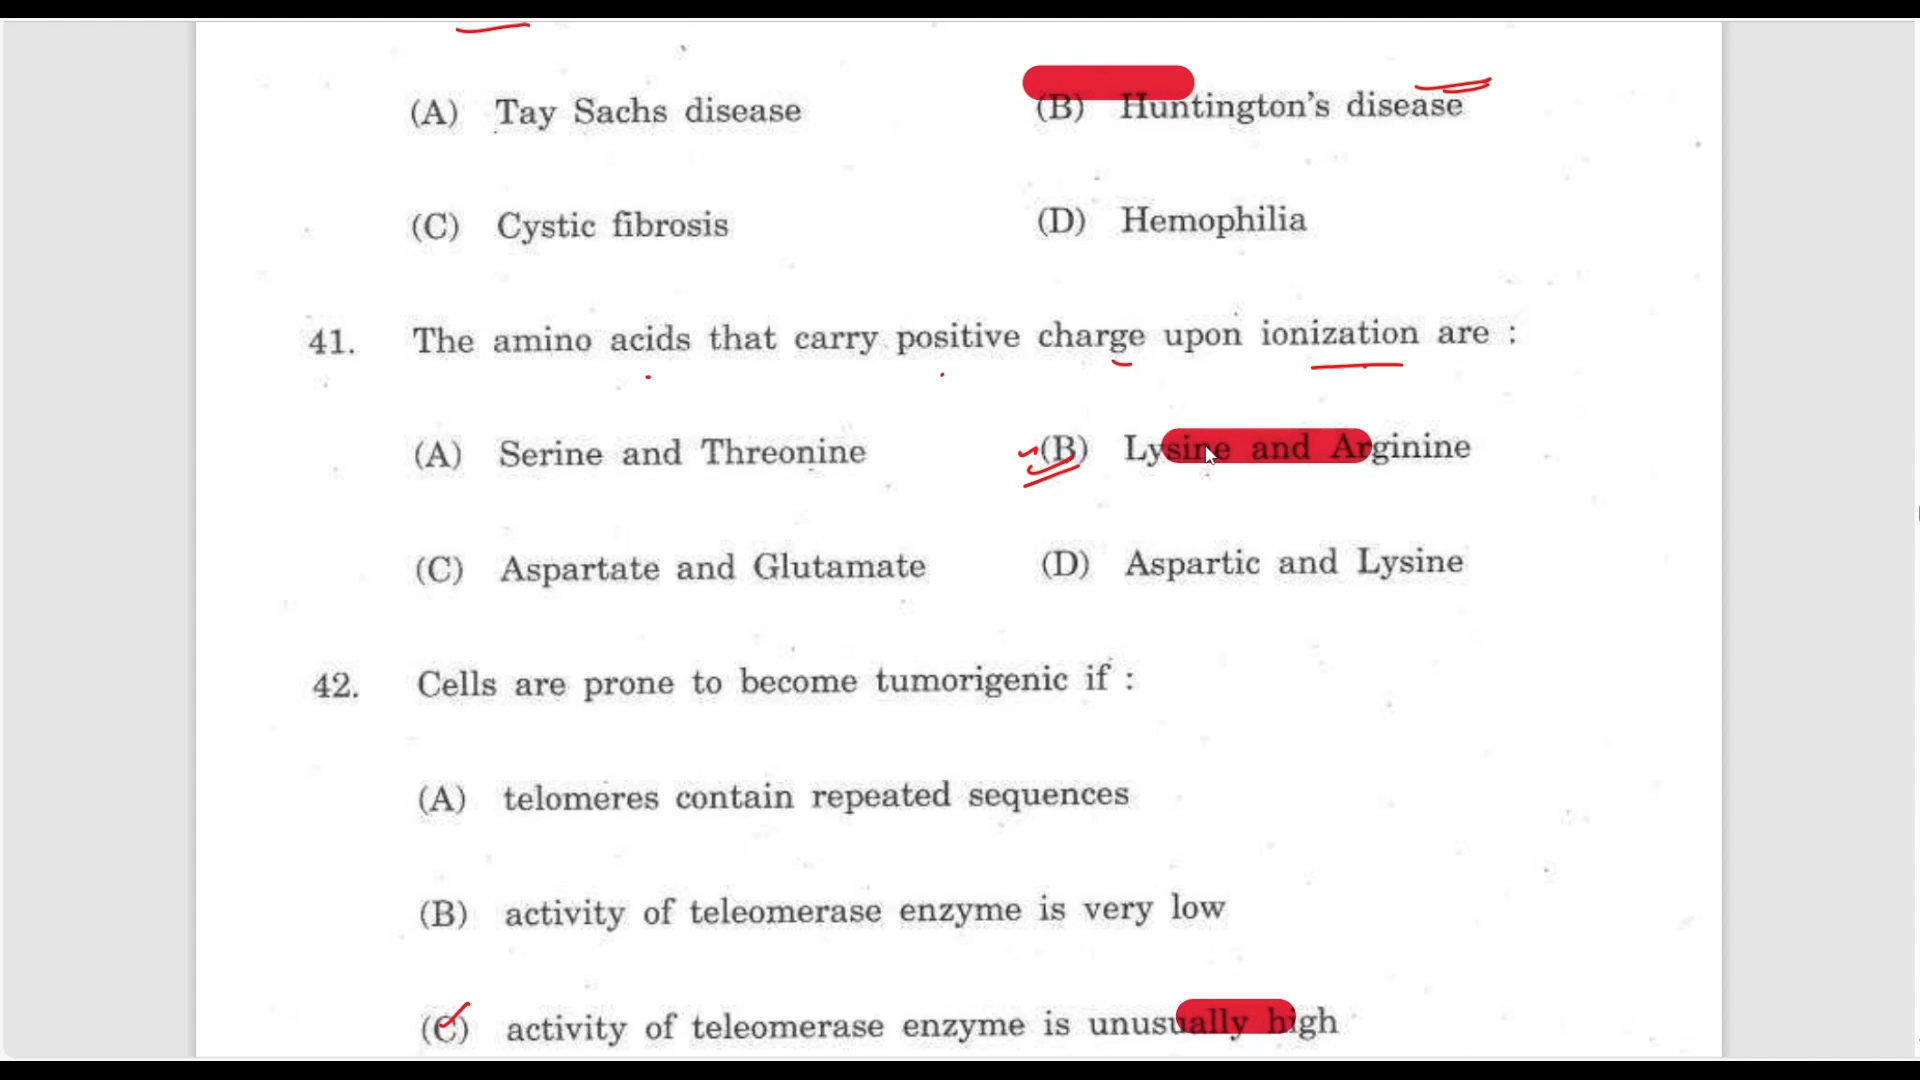 (A) Tay Sachs disease (B) Huntington's disease
(C) Cystic fibrosis (D) Hemophilia
41. The amino acids that carry positive charge upon ionization are :
(A) Serine and Threonine (B) Lysine and Arginine
(C) Aspartate and Glutamate (D) Aspartic and Lysine
42. Cells are prone to become tumorigenic if :
(A) telomeres contain repeated sequences
(B) activity of teleomerase enzyme is very low
(C) activity of teleomerase enzyme is unusually high